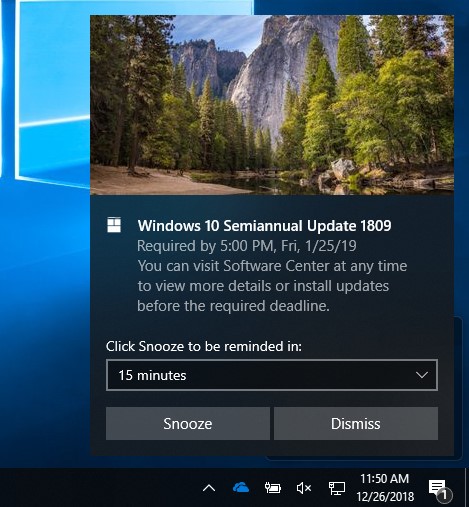 Windows 10 Semiannual Update 1809
Required by 5:00 PM, Fri, 1/25/19
You can visit Software Center at any time
to view more details or install updates
before the required deadline.
Click Snooze to be reminded in:
15 minutes
Snooze
Dismiss
11:50 AM
12/26/2018
1